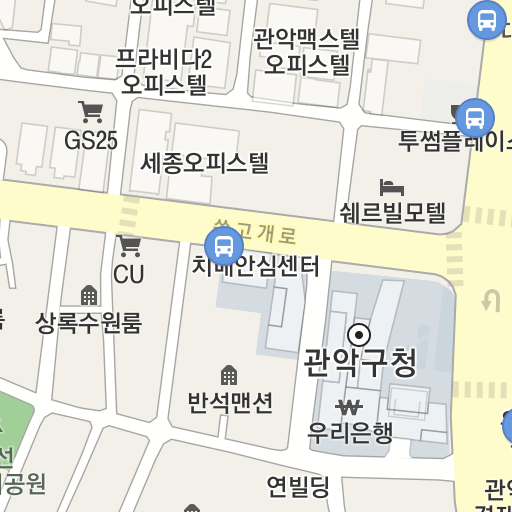 오피스텔
관악맥스텔
오피스텔
프라비다2
오피스텔
GS25
투썸플레이스
세종오피스텔
쉐르빌모텔
쑥고개로
치매안심센터
CU
상록수원룸
관악구청
반석맨션
우리은행
연빌딩
공원
관악